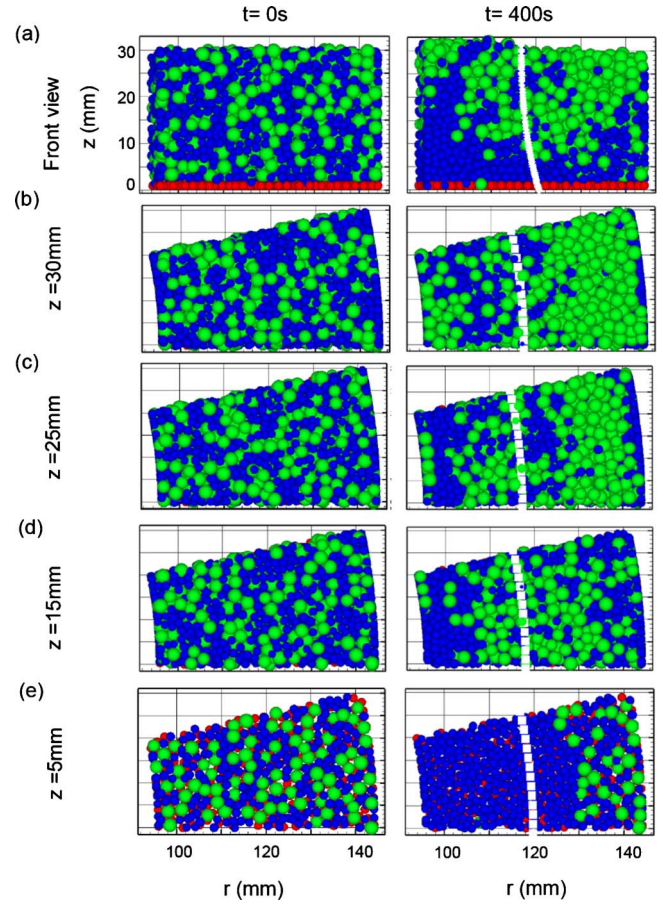 t= 0s
t= 400s
(a)
Front view
z (mm)
30
20
10
0
(b)
z =30mm
(c)
z =25mm
(d)
z =15mm
(e)
z =5mm
100
120
140
100
120
140
r (mm)
r (mm)